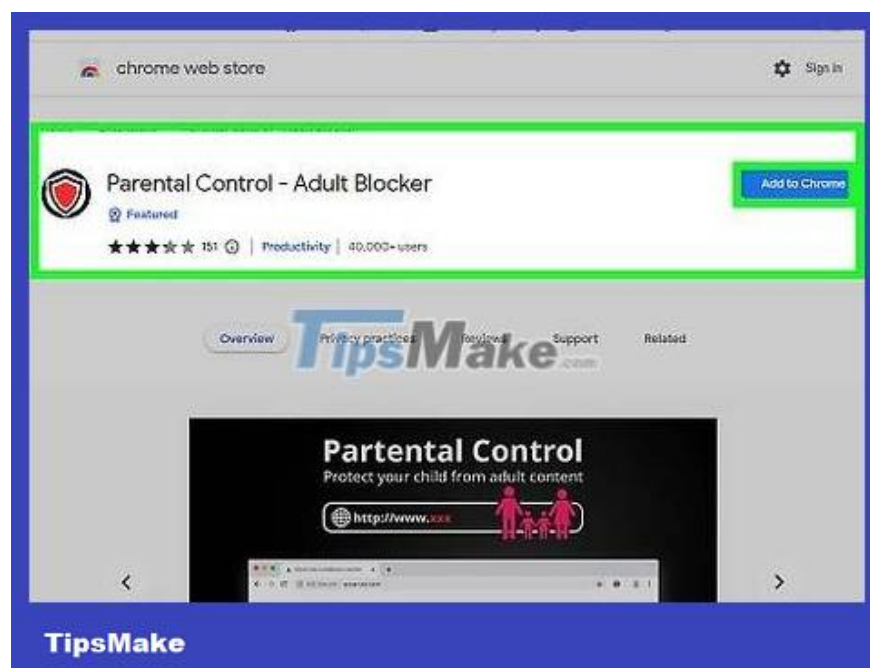 chrome web store
Sign in
Parental Control - Adult Blocker
Add to Chrome
Featured
151 | Productivity | 40,000+ users
Overview Privacy practices Reviews Support Related
TipsMake.com
Partental Control
Protect your child from adult content
http://www.xxx
TipsMake